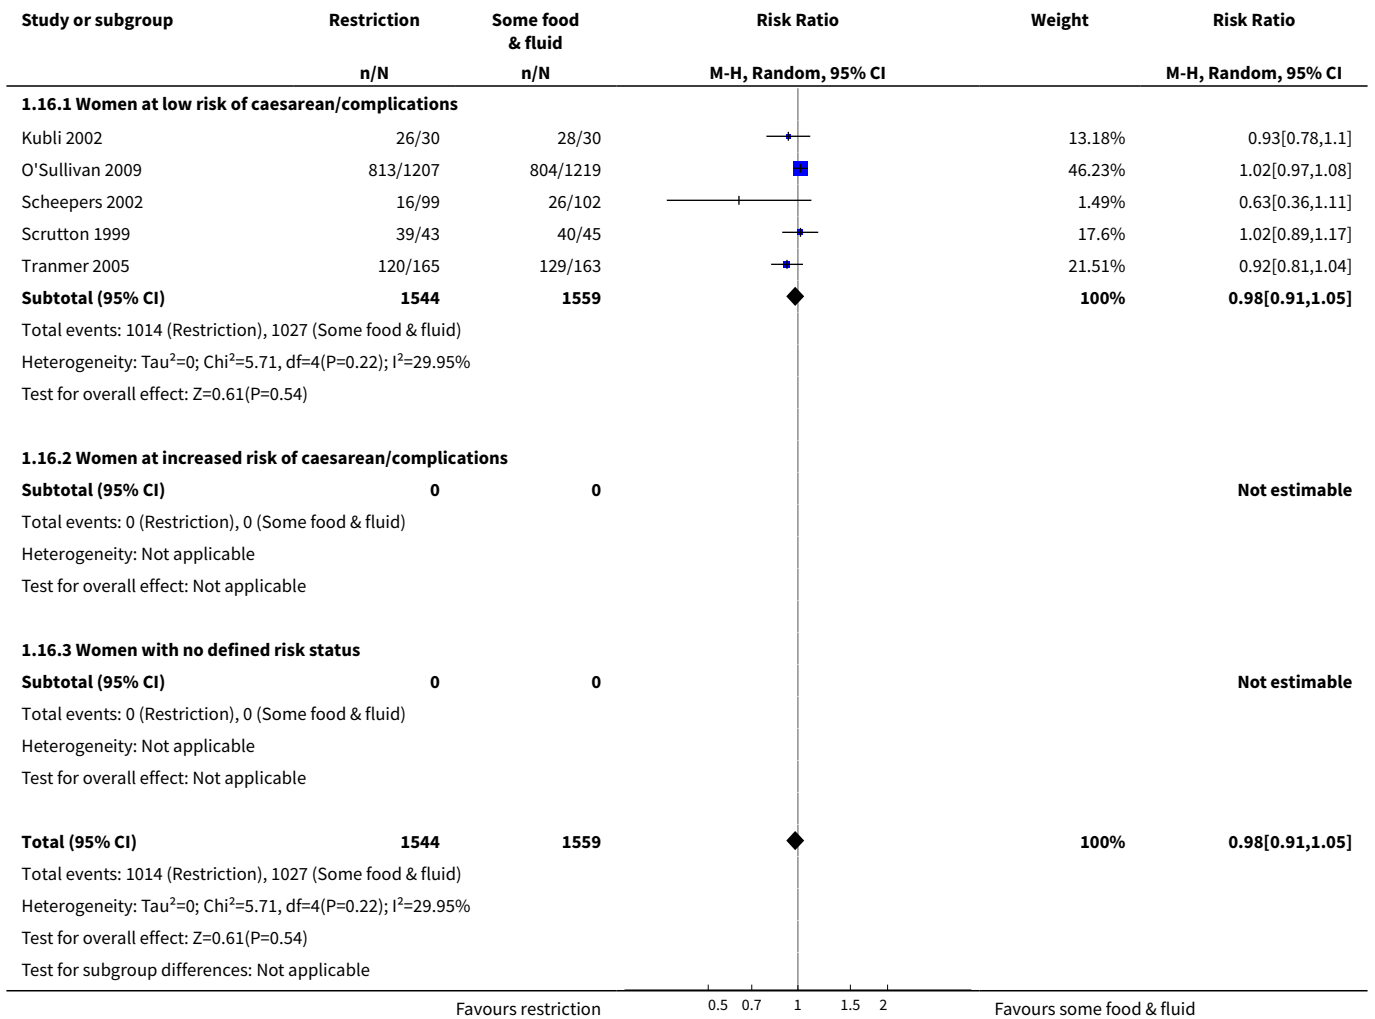 Study or subgroup Restriction Some food & fluid Risk Ratio Weight Risk Ratio
n/N n/N M-H, Random, 95% CI M-H, Random, 95% CI
1.16.1 Women at low risk of caesarean/complications
Kubli 2002 26/30 28/30 13.18% 0.93[0.78,1.1]
O'Sullivan 2009 813/1207 804/1219 46.23% 1.02[0.97,1.08]
Scheepers 2002 16/99 26/102 1.49% 0.63[0.36,1.11]
Scrutton 1999 39/43 40/45 17.6% 1.02[0.89,1.17]
Tranmer 2005 120/165 129/163 21.51% 0.92[0.81,1.04]
Subtotal (95% CI) 1544 1559 100% 0.98[0.91,1.05]
Total events: 1014 (Restriction), 1027 (Some food & fluid)
Heterogeneity: Tau²=0; Chi²=5.71, df=4(P=0.22); I²=29.95%
Test for overall effect: Z=0.61(P=0.54)
1.16.2 Women at increased risk of caesarean/complications
Subtotal (95% CI) 0 0 Not estimable
Total events: 0 (Restriction), 0 (Some food & fluid)
Heterogeneity: Not applicable
Test for overall effect: Not applicable
1.16.3 Women with no defined risk status
Subtotal (95% CI) 0 0 Not estimable
Total events: 0 (Restriction), 0 (Some food & fluid)
Heterogeneity: Not applicable
Test for overall effect: Not applicable
Total (95% CI) 1544 1559 100% 0.98[0.91,1.05]
Total events: 1014 (Restriction), 1027 (Some food & fluid)
Heterogeneity: Tau²=0; Chi²=5.71, df=4(P=0.22); I²=29.95%
Test for overall effect: Z=0.61(P=0.54)
Test for subgroup differences: Not applicable
Favours restriction 0.5 0.7 1 1.5 2 Favours some food & fluid